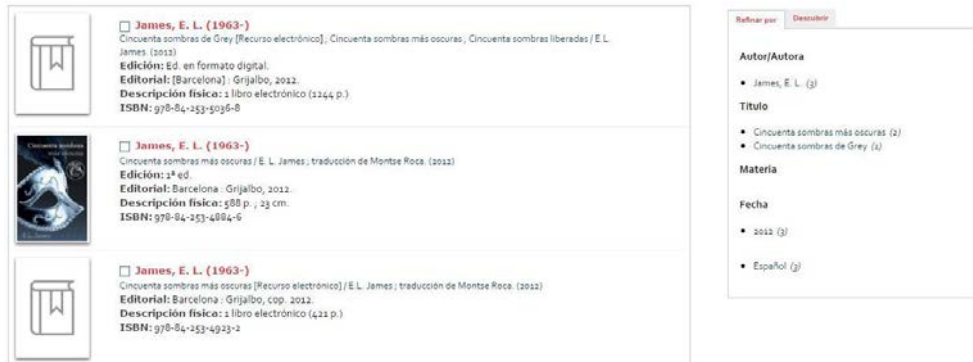 James, E. L. (1963-)
Cincuenta sombras de Grey [Recurso electrónico] ; Cincuenta sombras más oscuras ; Cincuenta sombras liberadas / E.L.
James. (2012)
Edición: Ed. en formato digital.
Editorial: [Barcelona] : Grijalbo, 2012.
Descripción física: 1 libro electrónico (1244 p.)
ISBN: 978-84-253-5036-8
Cincuenta sombras
más oscuras
E. L. James
James, E. L. (1963-)
Cincuenta sombras más oscuras / E. L. James ; traducción de Montse Roca. (2012)
Edición: 1ª ed.
Editorial: Barcelona : Grijalbo, 2012.
Descripción física: 588 p. ; 23 cm.
ISBN: 978-84-253-4884-6
James, E. L. (1963-)
Cincuenta sombras más oscuras [Recurso electrónico] / E.L. James ; traducción de Montse Roca. (2012)
Editorial: Barcelona : Grijalbo, cop. 2012.
Descripción física: 1 libro electrónico (421 p.)
ISBN: 978-84-253-4923-2
Refinar por Descubrir
Autor/Autora
James, E. L. (3)
Título
Cincuenta sombras más oscuras (2)
Cincuenta sombras de Grey (1)
Materia
Fecha
2012 (3)
Español (3)